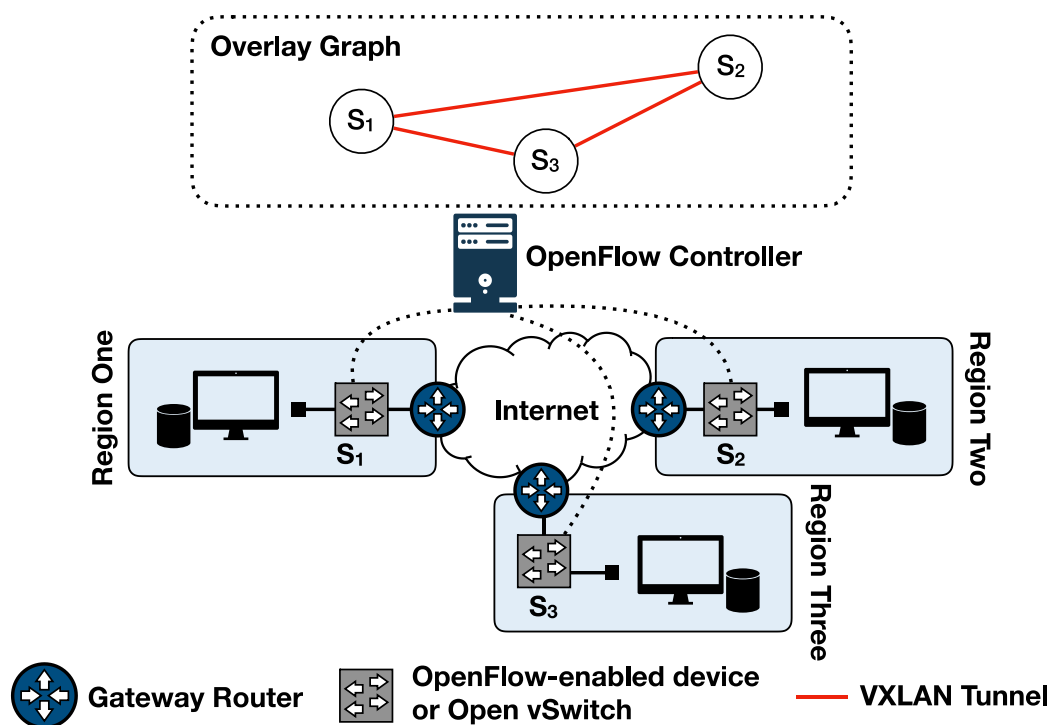 Overlay Graph
S₂
S₁
S₃
OpenFlow Controller
Region One
Internet
Region Two
S₁
S₂
Region Three
S₃
Gateway Router
OpenFlow-enabled device
or Open vSwitch
VXLAN Tunnel